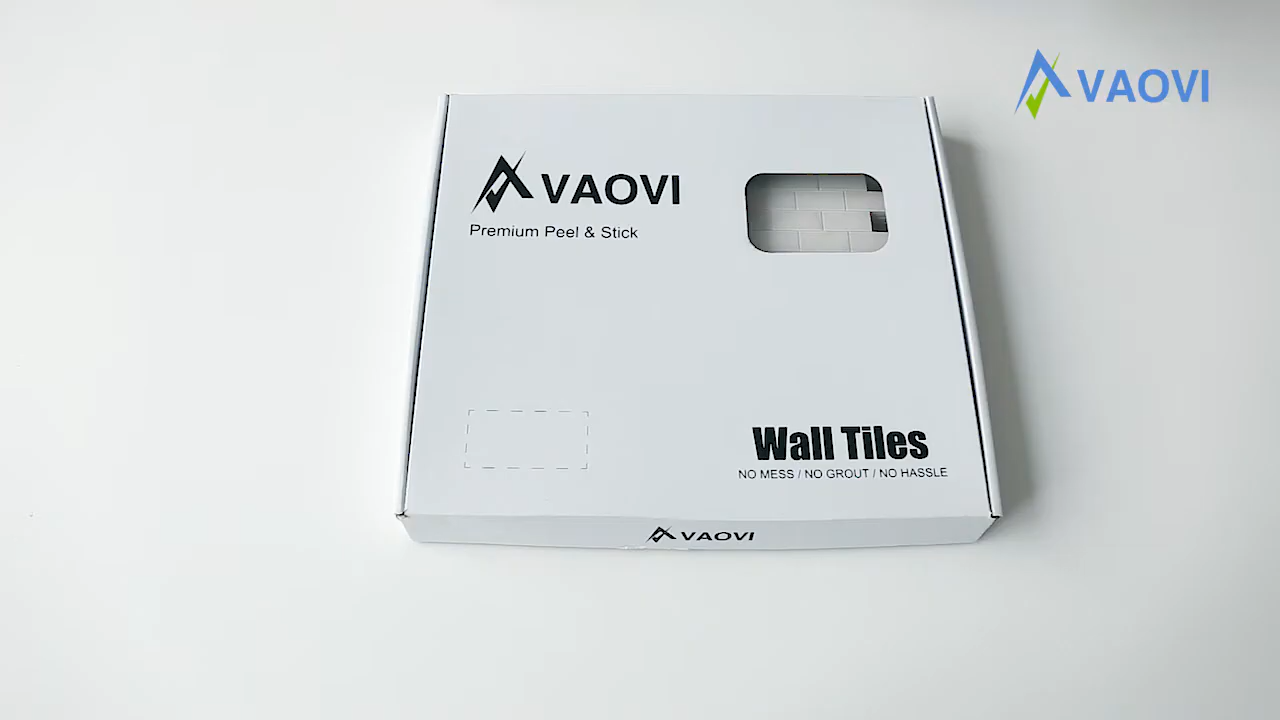 VAOVI
VAOVI
Premium Peel & Stick
Wall Tiles
NO MESS / NO GROUT / NO HASSLE
VAOVI